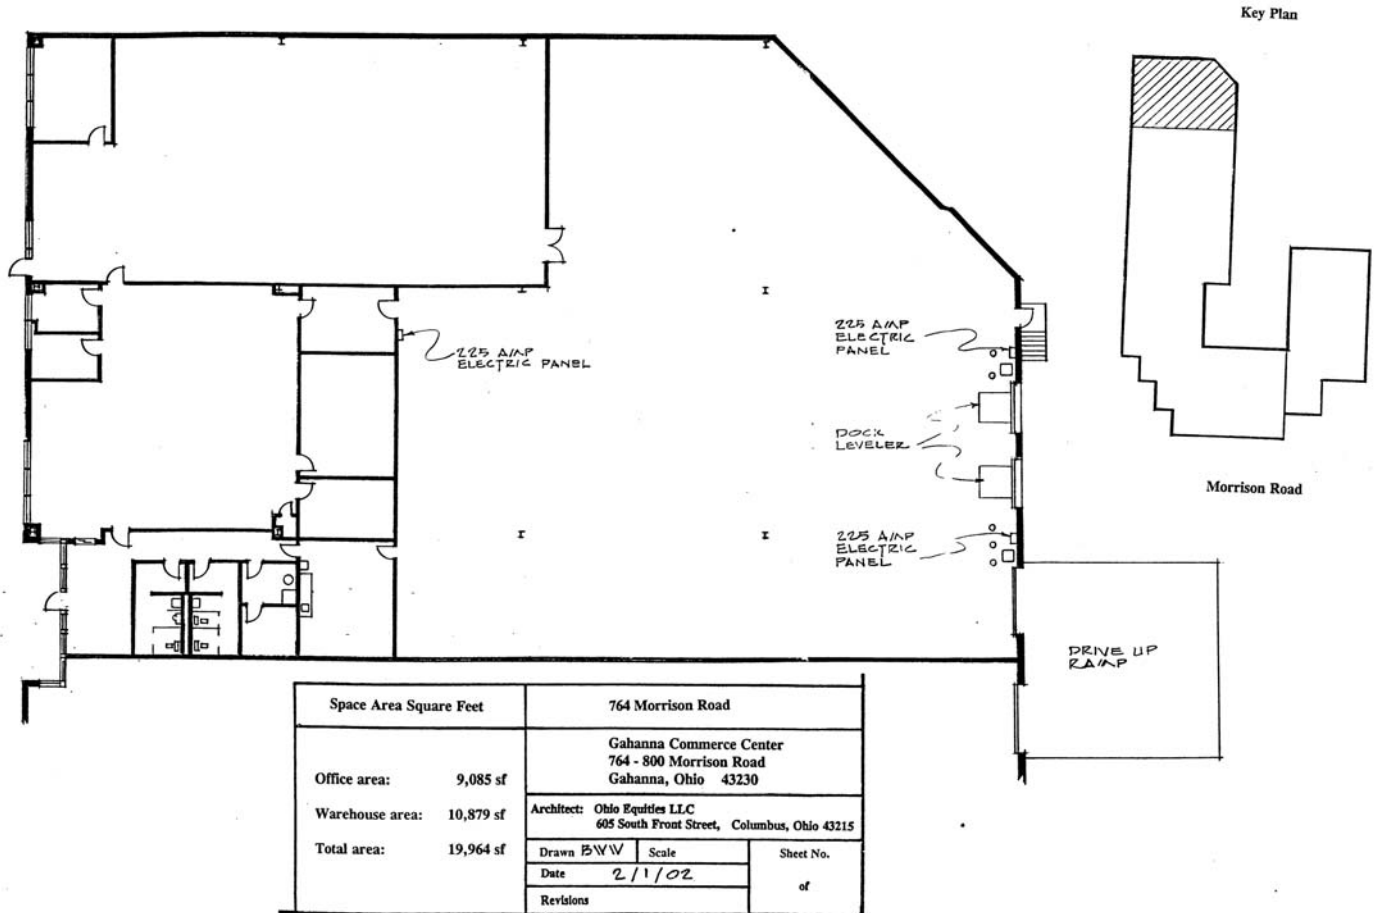 Key Plan
225 AMP
ELECTRIC
PANEL
225 AMP
ELECTRIC PANEL
DOCK
LEVELER
Morrison Road
225 AMP
ELECTRIC
PANEL
DRIVE UP
RAMP
Space Area Square Feet
764 Morrison Road
Gahanna Commerce Center
764 - 800 Morrison Road
Gahanna, Ohio 43230
Office area: 9,085 sf
Warehouse area: 10,879 sf
Total area: 19,964 sf
Architect: Ohio Equities LLC
605 South Front Street, Columbus, Ohio 43215
Drawn BWW Scale
Sheet No.
of
Date 2/1/02
Revisions